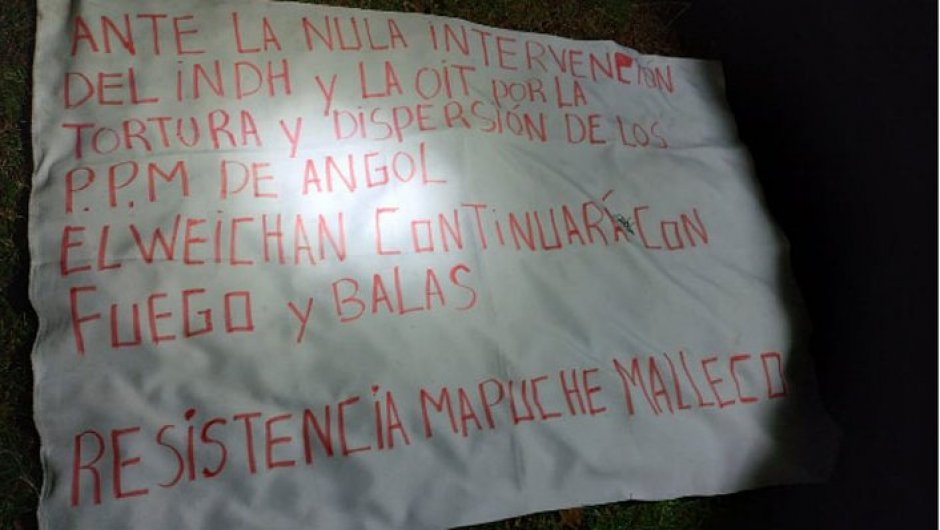 ANTE LA NULA INTERVENCIÓN
DEL INDH y LA OIT POR LA
TORTURA y DISPERSIÓN DE LOS
P.P.M DE ANGOL
EL WEICHAN CONTINUARÁ CON
FUEGO y BALAS
RESISTENCIA MAPUCHE MALLECO